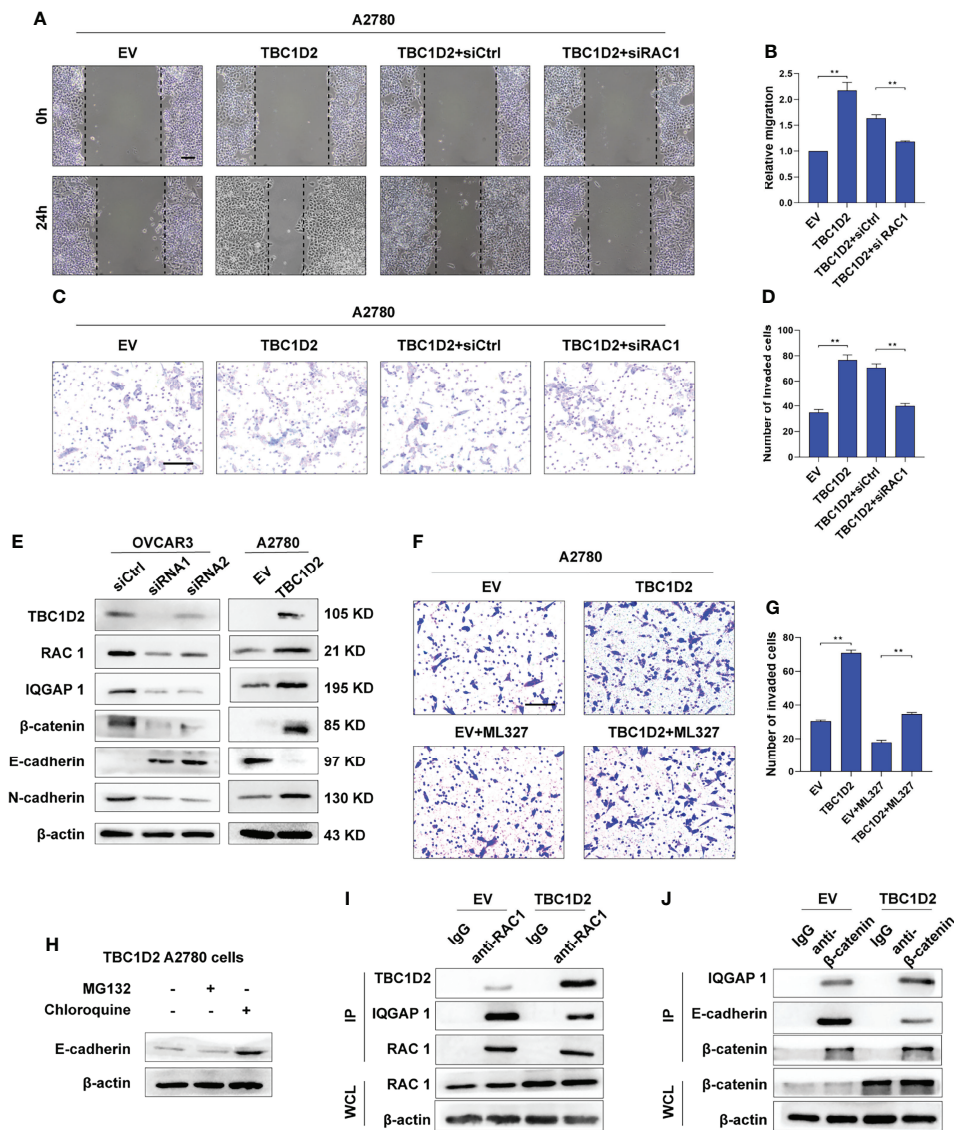 A
A2780
EV TBC1D2 TBC1D2+siCtrl TBC1D2+siRAC1
0h
24h
B
Relative migration
2.5
2.0
1.5
1.0
0.5
0.0
** **
EV TBC1D2 TBC1D2+siCtrl TBC1D2+si RAC1
C
A2780
EV TBC1D2 TBC1D2+siCtrl TBC1D2+siRAC1
D
Number of Invaded cells
100
80
60
40
20
0
** **
EV TBC1D2 TBC1D2+siCtrl TBC1D2+siRAC1
E
OVCAR3 A2780
siCtrl siRNA1 siRNA2 EV TBC1D2
TBC1D2 105 KD
RAC 1 21 KD
IQGAP 1 195 KD
β-catenin 85 KD
E-cadherin 97 KD
N-cadherin 130 KD
β-actin 43 KD
F
A2780
EV TBC1D2
EV+ML327 TBC1D2+ML327
G
Number of invaded cells
80
60
40
20
0
** **
EV TBC1D2 EV+ML327 TBC1D2+ML327
H
TBC1D2 A2780 cells
MG132 - + -
Chloroquine - - +
E-cadherin
β-actin
I
EV TBC1D2
IgG anti-RAC1 IgG anti-RAC1
IP
TBC1D2
IQGAP 1
RAC 1
WCL
RAC 1
β-actin
J
EV TBC1D2
IgG anti-β-catenin IgG anti-β-catenin
IP
IQGAP 1
E-cadherin
β-catenin
WCL
β-catenin
β-actin